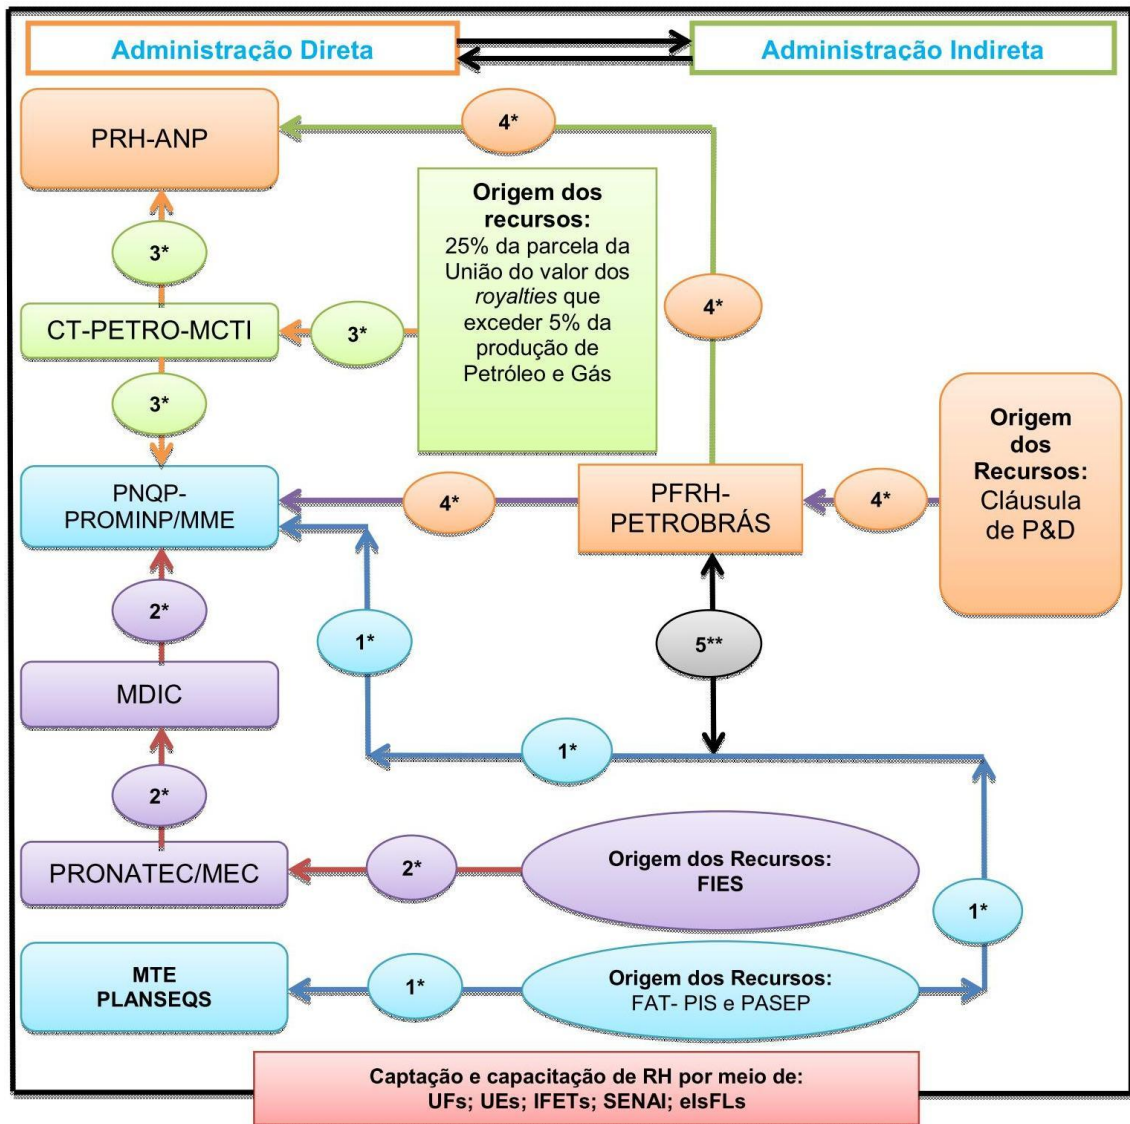 Administração Direta
Administração Indireta
PRH-ANP
4*
Origem dos
recursos:
25% da parcela da
União do valor dos
royalties que
exceder 5% da
produção de
Petróleo e Gás
3*
4*
CT-PETRO-MCTI
3*
3*
Origem
dos
Recursos:
Cláusula
de P&D
PNQP-
PROMINP/MME
4*
PFRH-
PETROBRÁS
4*
2*
1*
5**
MDIC
1*
2*
PRONATEC/MEC
2*
Origem dos Recursos:
FIES
1*
MTE
PLANSEQS
1*
Origem dos Recursos:
FAT- PIS e PASEP
Captação e capacitação de RH por meio de:
UFs; UEs; IFETs; SENAI; eIsFLs